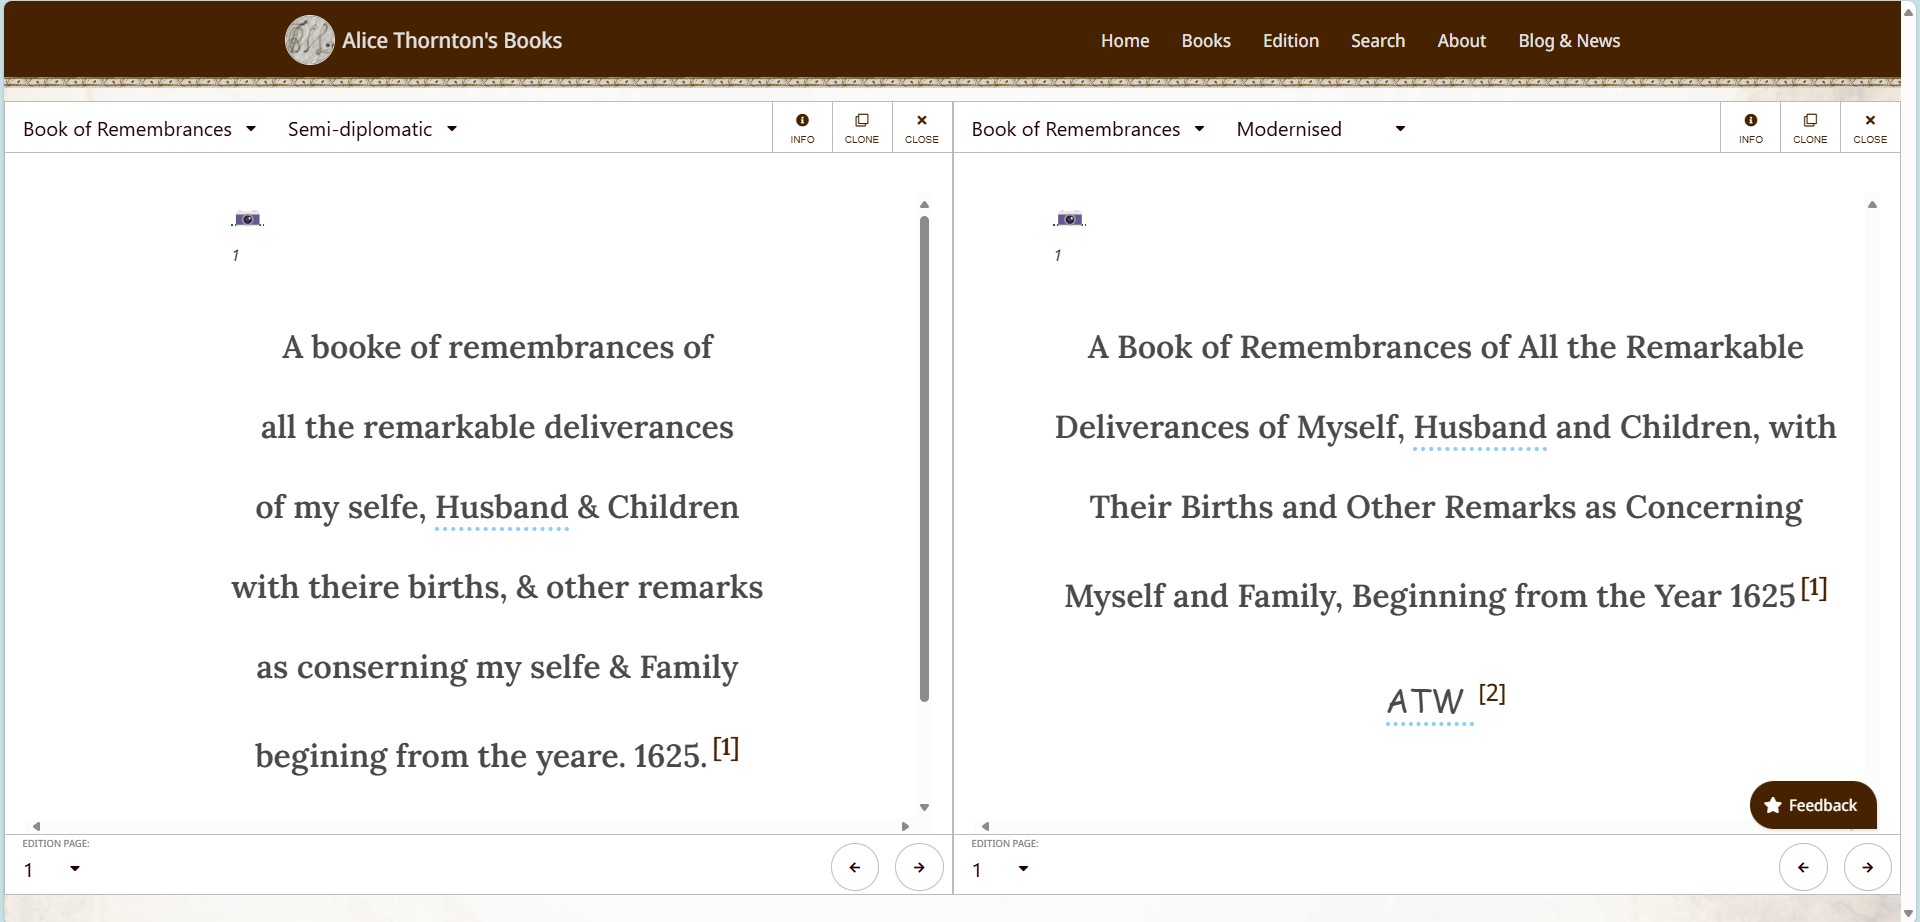 Alice Thornton's Books
Home Books Edition Search About Blog & News
Book of Remembrances Semi-diplomatic INFO CLONE CLOSE
1
A booke of remembrances of
all the remarkable deliverances
of my selfe, Husband & Children
with theire births, & other remarks
as conserning my selfe & Family
begining from the yeare. 1625.[1]
EDITION PAGE:
1
Book of Remembrances Modernised INFO CLONE CLOSE
1
A Book of Remembrances of All the Remarkable
Deliverances of Myself, Husband and Children, with
Their Births and Other Remarks as Concerning
Myself and Family, Beginning from the Year 1625[1]
ATW [2]
Feedback
EDITION PAGE:
1